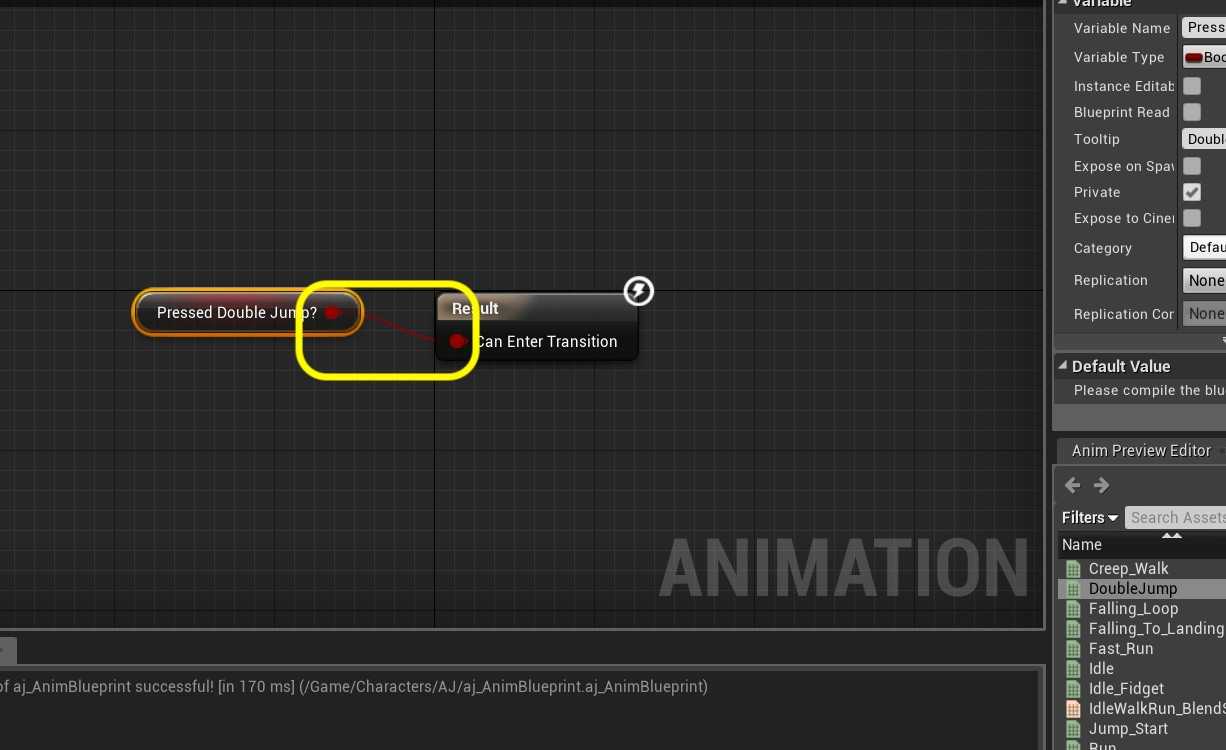 Variable
Variable Name Press
Variable Type Boo
Instance Editab
Blueprint Read
Tooltip Doubl
Expose on Spaw
Private
Expose to Ciner
Category Defau
Replication None
Replication Con None
Default Value
Please compile the blu
Pressed Double Jump?
Result
Can Enter Transition
ANIMATION
Anim Preview Editor
Filters Search Assets
Name
Creep_Walk
DoubleJump
Falling_Loop
Falling_To_Landing
Fast_Run
Idle
Idle_Fidget
IdleWalkRun_BlendS
Jump_Start
Run
of aj_AnimBlueprint successful! [in 170 ms] (/Game/Characters/AJ/aj_AnimBlueprint.aj_AnimBlueprint)